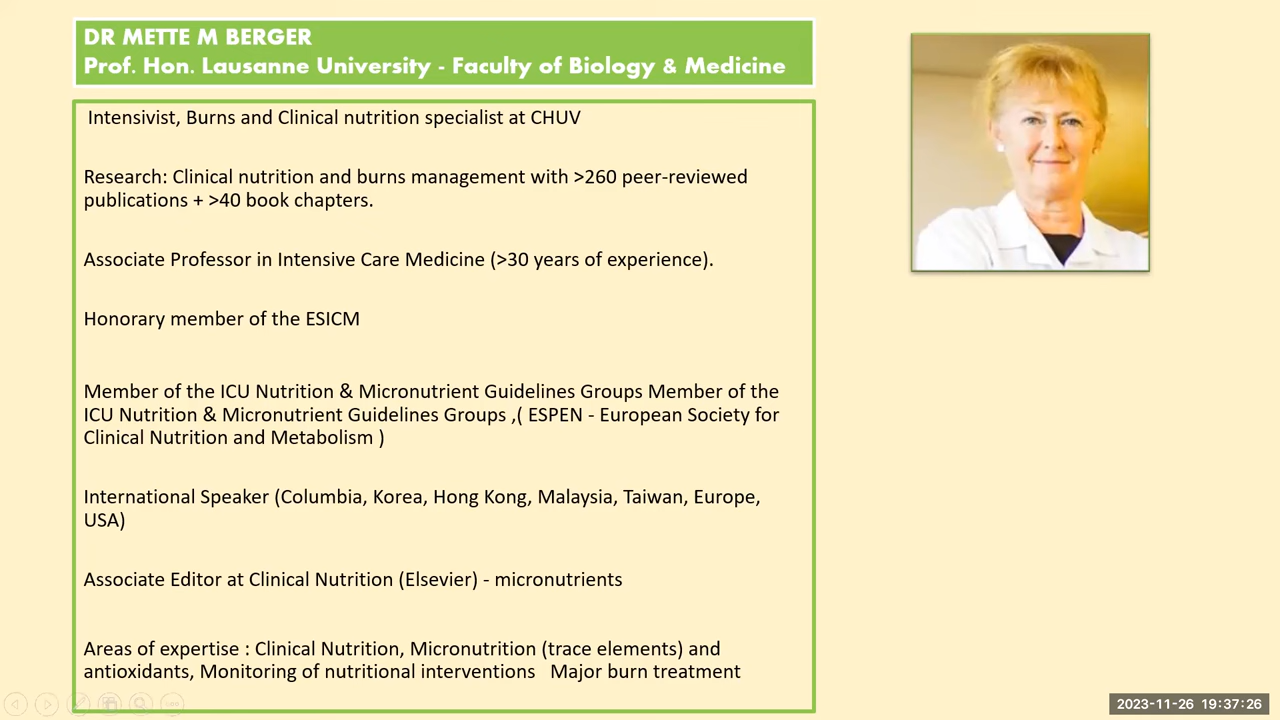 DR METTE M BERGER
Prof. Hon. Lausanne University - Faculty of Biology & Medicine
Intensivist, Burns and Clinical nutrition specialist at CHUV
Research: Clinical nutrition and burns management with >260 peer-reviewed
publications + >40 book chapters.
Associate Professor in Intensive Care Medicine (>30 years of experience).
Honorary member of the ESICM
Member of the ICU Nutrition & Micronutrient Guidelines Groups Member of the
ICU Nutrition & Micronutrient Guidelines Groups ,( ESPEN - European Society for
Clinical Nutrition and Metabolism )
International Speaker (Columbia, Korea, Hong Kong, Malaysia, Taiwan, Europe,
USA)
Associate Editor at Clinical Nutrition (Elsevier) - micronutrients
Areas of expertise : Clinical Nutrition, Micronutrition (trace elements) and
antioxidants, Monitoring of nutritional interventions   Major burn treatment
2023-11-26 19:37:26